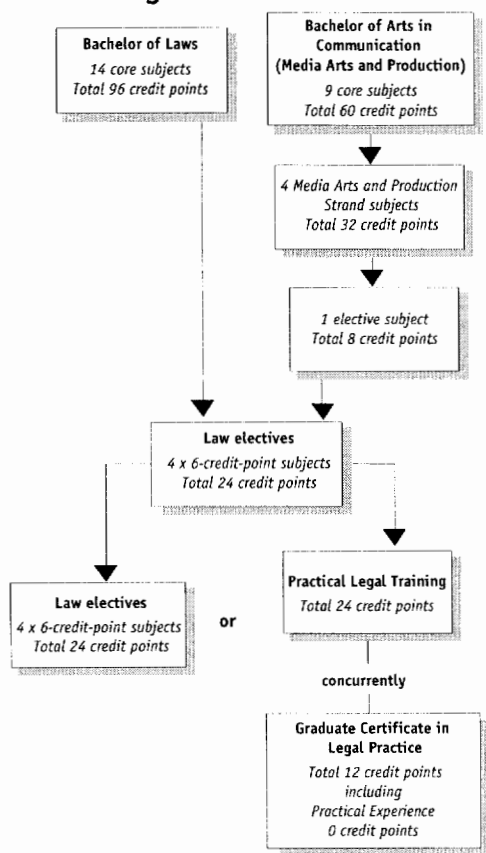 Bachelor of Laws
14 core subjects
Total 96 credit points
Bachelor of Arts in
Communication
(Media Arts and Production)
9 core subjects
Total 60 credit points
4 Media Arts and Production
Strand subjects
Total 32 credit points
1 elective subject
Total 8 credit points
Law electives
4 x 6-credit-point subjects
Total 24 credit points
Law electives
4 x 6-credit-point subjects
Total 24 credit points
or
Practical Legal Training
Total 24 credit points
concurrently
Graduate Certificate in
Legal Practice
Total 12 credit points
including
Practical Experience
0 credit points